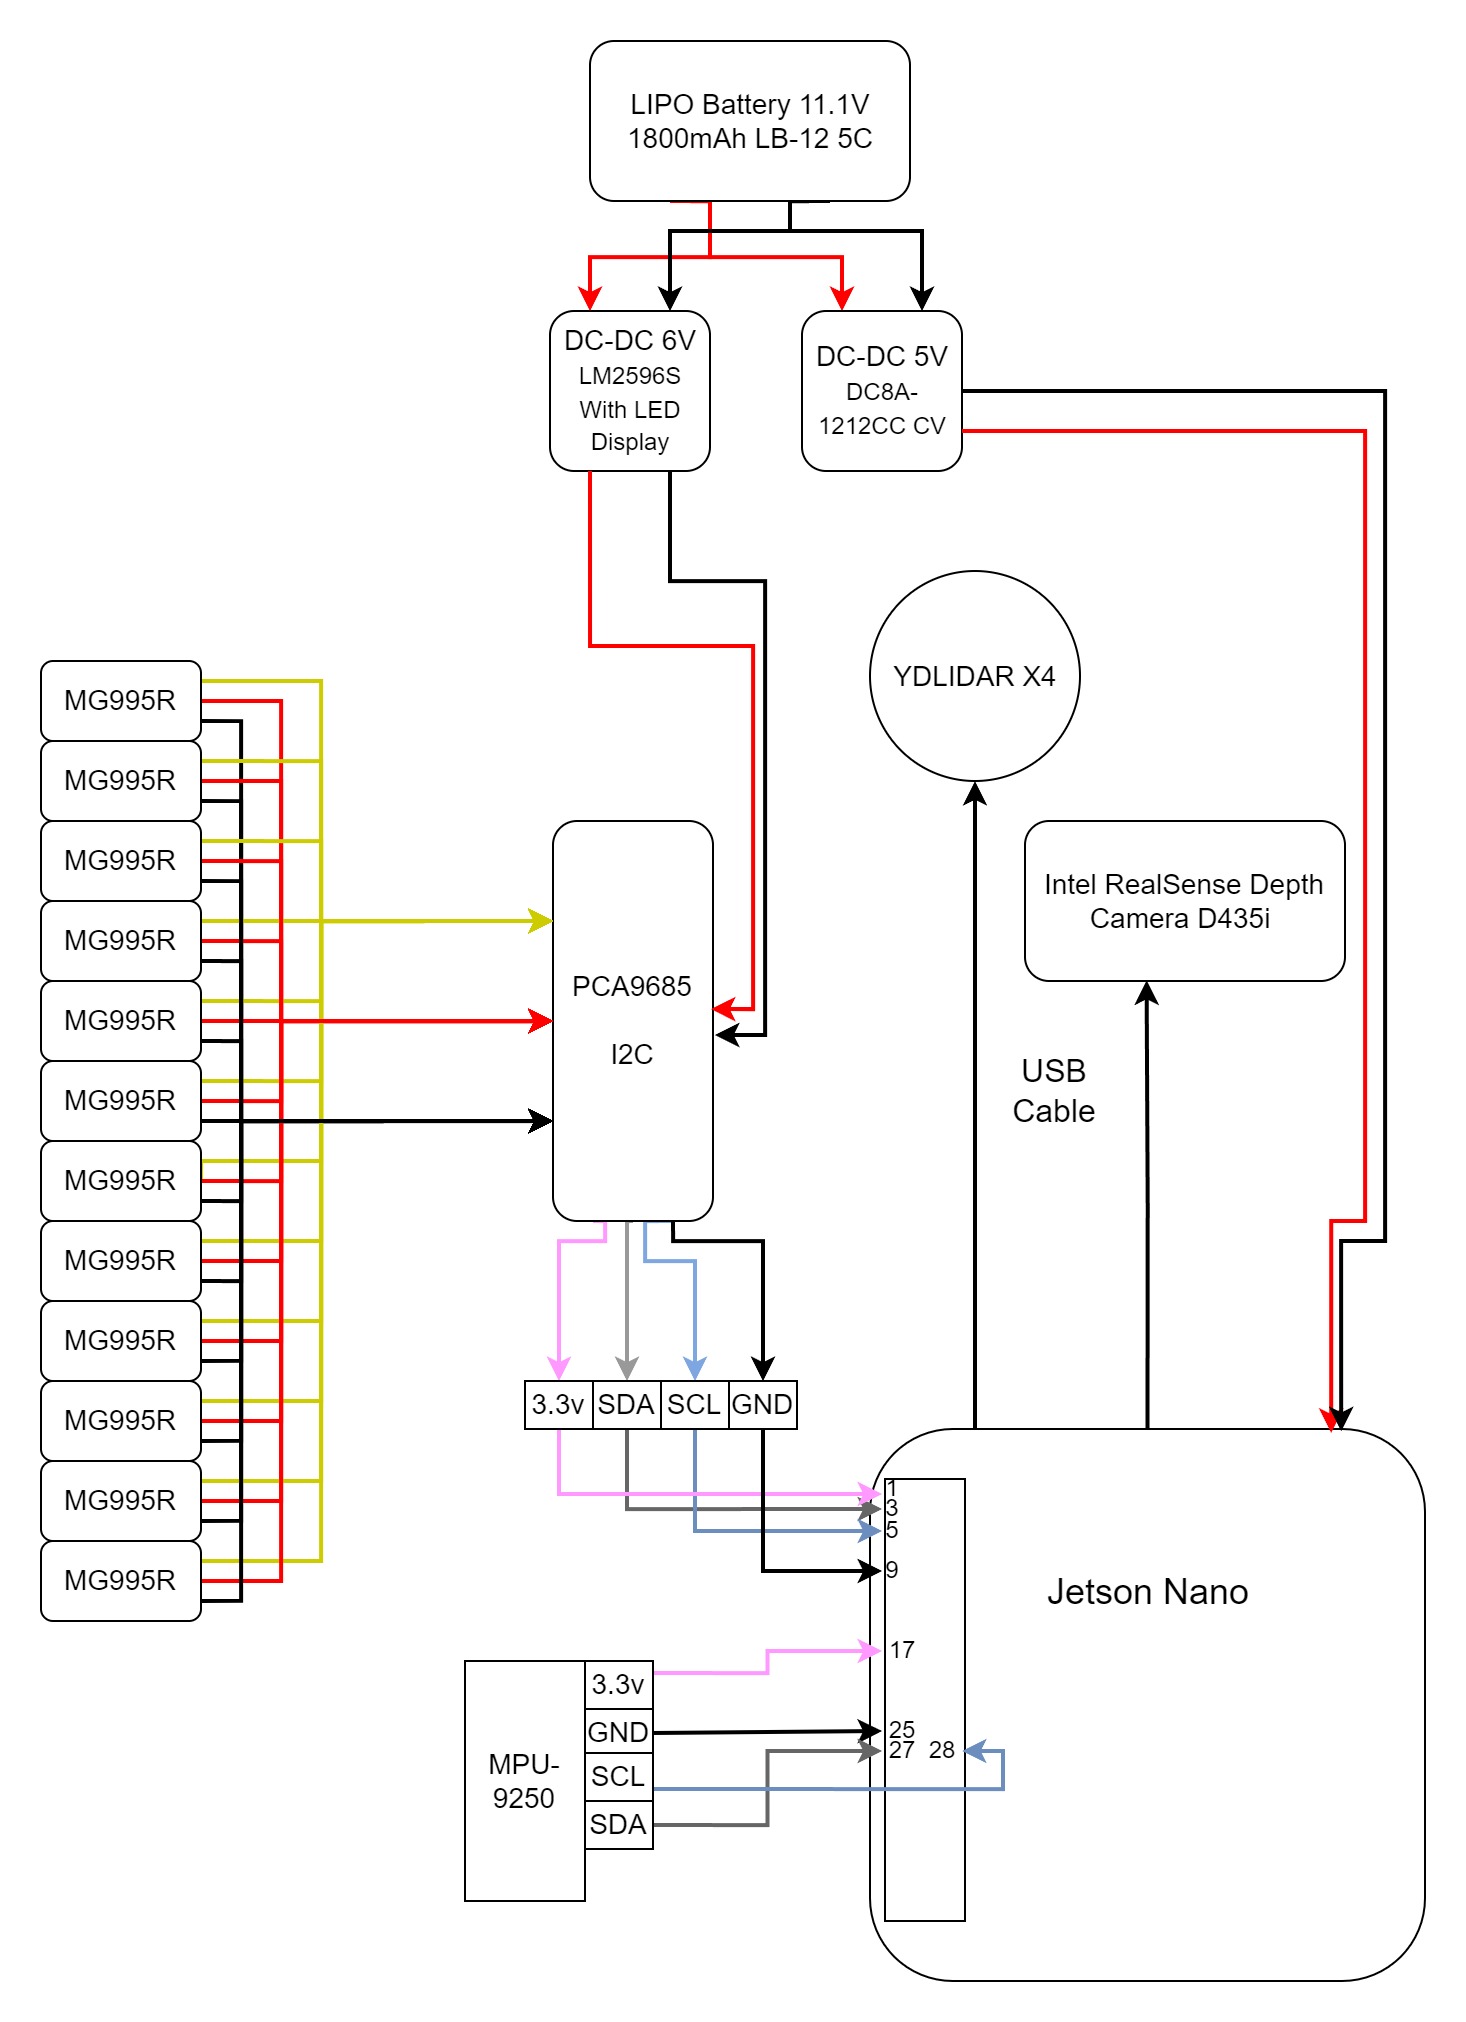 LIPO Battery 11.1V
1800mAh LB-12 5C
DC-DC 6V
LM2596S
With LED
Display
DC-DC 5V
DC8A-
1212CC CV
YDLIDAR X4
Intel RealSense Depth
Camera D435i
USB
Cable
MG995R
MG995R
MG995R
MG995R
MG995R
MG995R
MG995R
MG995R
MG995R
MG995R
MG995R
MG995R
PCA9685
I2C
3.3v
SDA
SCL
GND
1
3
5
9
17
25
27
28
Jetson Nano
MPU-
9250
3.3v
GND
SCL
SDA